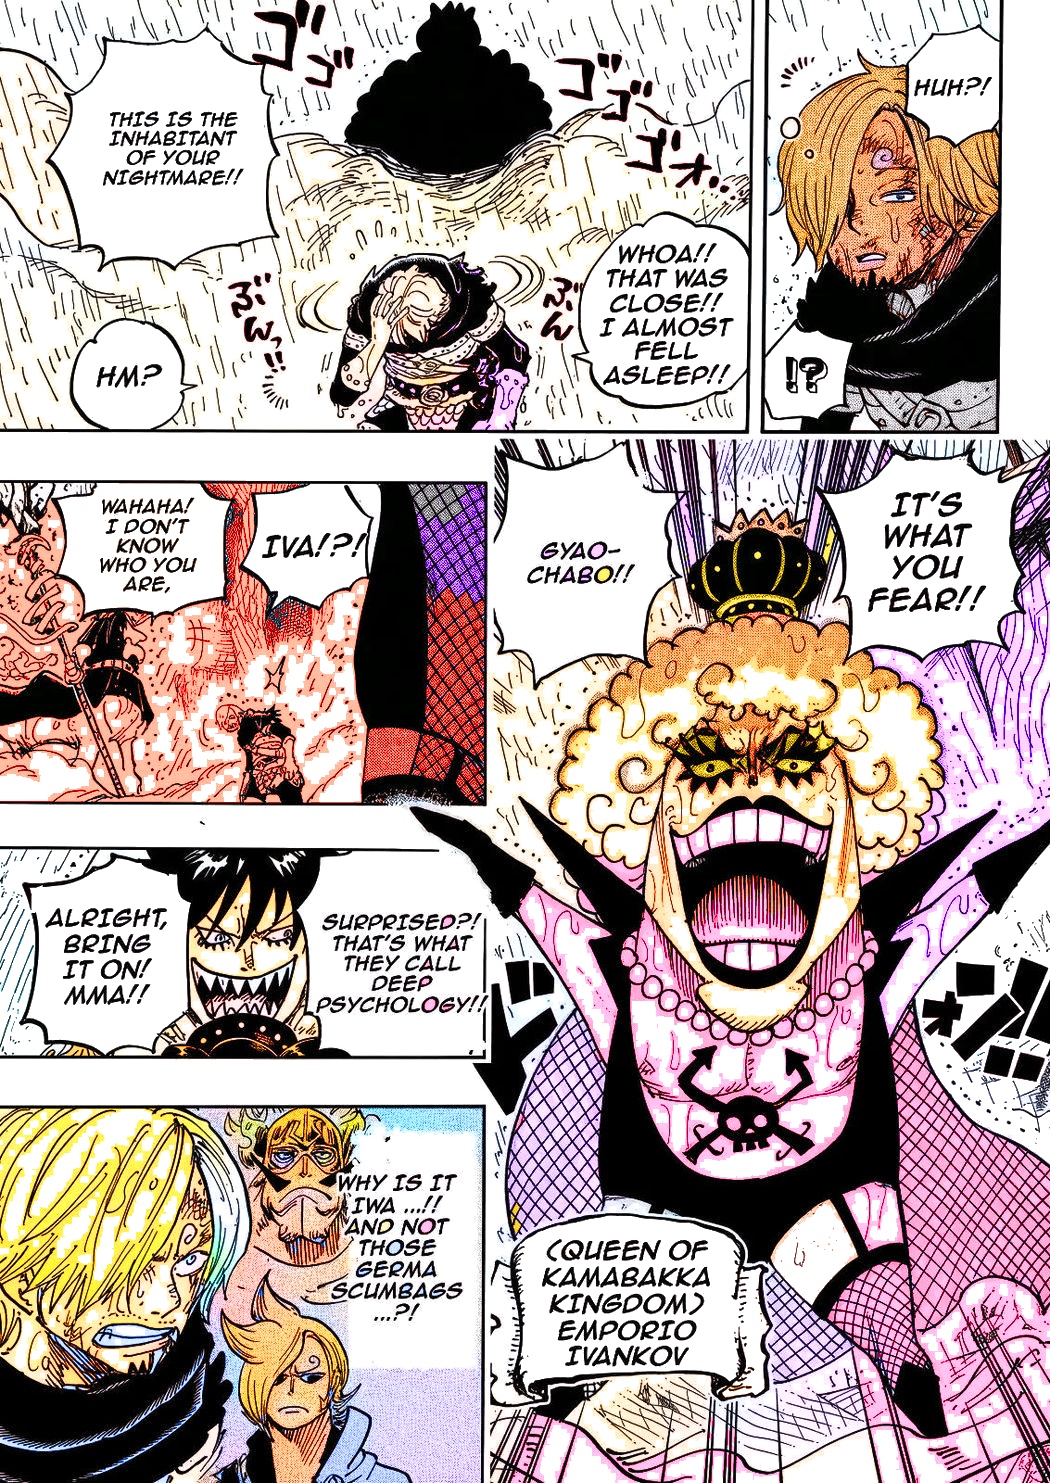 THIS IS THE
INHABITANT
OF YOUR
NIGHTMARE!!
ゴゴ
ゴゴゴオ..
HUH?!
!?
WHOA!!
THAT WAS
CLOSE!!
I ALMOST
FELL
ASLEEP!!
ぶんっ!!
ぶん
HM?
IT'S
WHAT
YOU
FEAR!!
GYAO-
CHABO!!
WAHAHA!
I DON'T
KNOW
WHO YOU
ARE,
IVA!?!
ALRIGHT,
BRING
IT ON!
MMA!!
SURPRISED?!
THAT'S WHAT
THEY CALL
DEEP
PSYCHOLOGY!!
WHY IS IT
IWA ...!!
AND NOT
THOSE
GERMA
SCUMBAGS
...?!
(QUEEN OF
KAMABAKKA
KINGDOM)
EMPORIO
IVANKOV